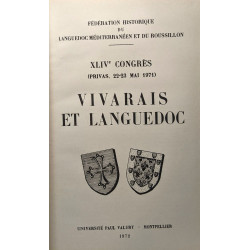 FÉDÉRATION HISTORIQUE
DU
LANGUEDOC MÉDITERRANÉEN ET DU ROUSSILLON
XLIVe CONGRÈS
(PRIVAS, 22-23 MAI 1971)
VIVARAIS
ET LANGUEDOC
UNIVERSITÉ PAUL VALÉRY - MONTPELLIER
1972